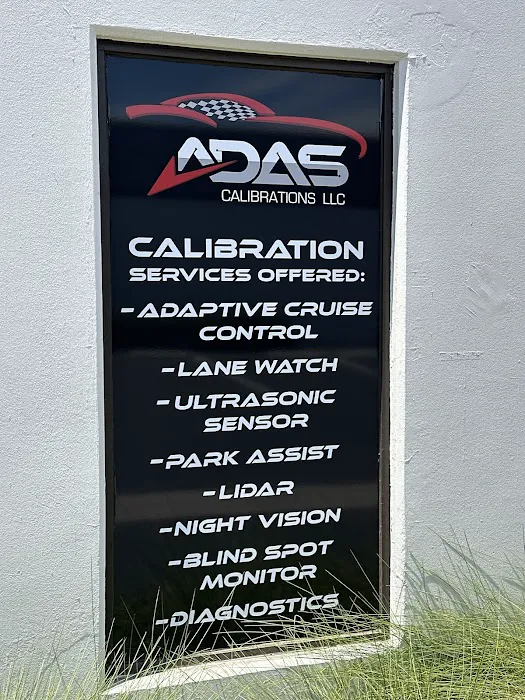 ADAS
CALIBRATIONS LLC
CALIBRATION
SERVICES OFFERED:
-ADAPTIVE CRUISE
CONTROL
-LANE WATCH
-ULTRASONIC
SENSOR
-PARK ASSIST
-LIDAR
-NIGHT VISION
-BLIND SPOT
MONITOR
-DIAGNOSTICS